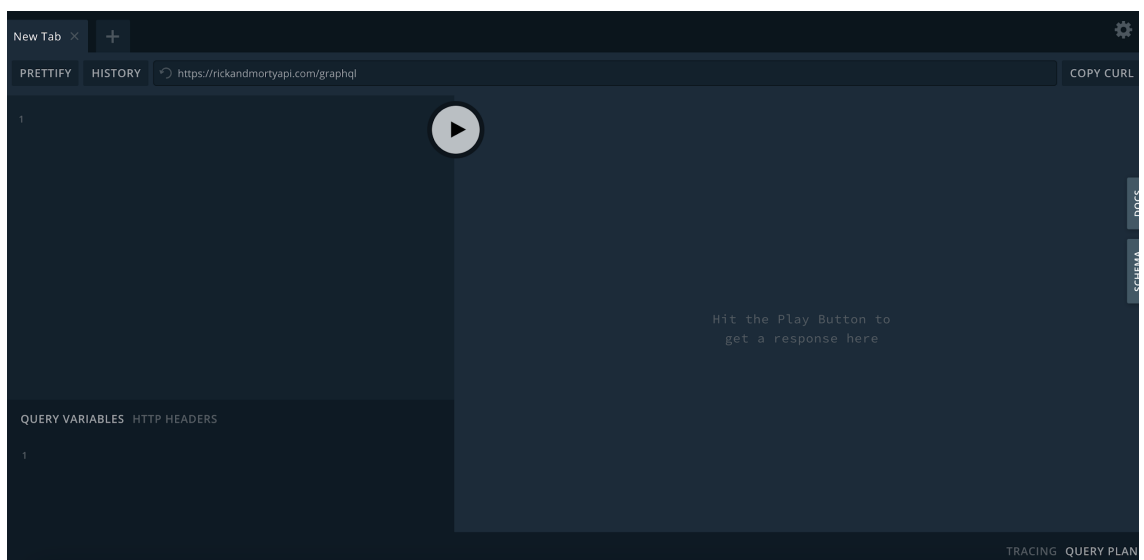 New Tab ×
+
PRETTIFY HISTORY https://rickandmortyapi.com/graphql COPY CURL
1
DOCS
SCHEMA
Hit the Play Button to
get a response here
QUERY VARIABLES HTTP HEADERS
1
TRACING QUERY PLAN